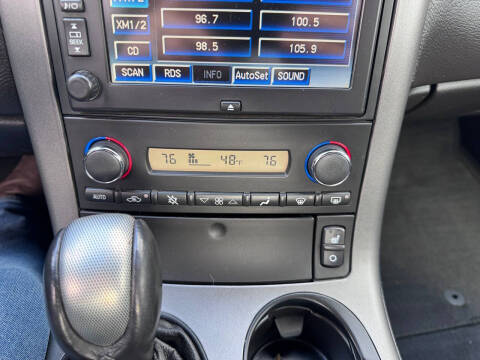 XM1/2
CD
SEEK
96.7
100.5
98.5
105.9
SCAN RDS INFO AutoSet SOUND
76 48°F 76
AUTO